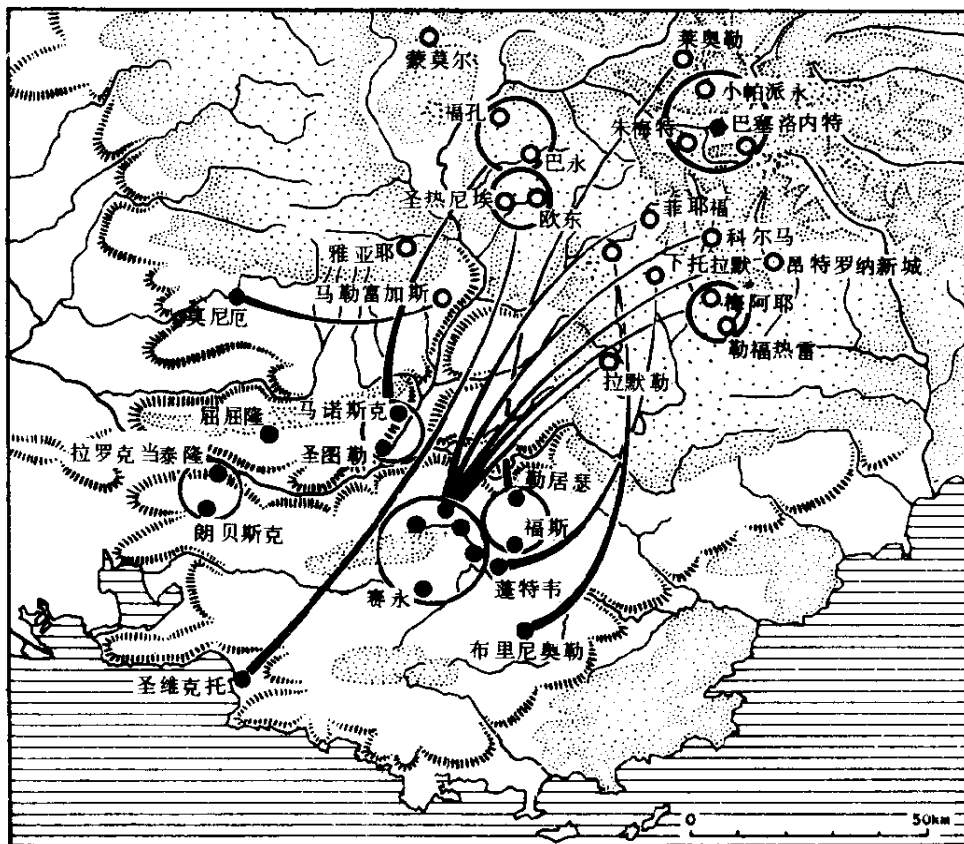 蒙莫尔
莱奥勒
小帕派永
福孔
朱梅特
巴塞洛内特
巴永
圣热尼埃
欧东
菲耶福
科尔马
雅亚耶
下托拉默
昂特罗纳新城
马勒富加斯
梅阿耶
莫尼厄
勒福热雷
拉默勒
马诺斯克
屈屈隆
拉罗克当泰隆
圣图勒
勒居瑟
朗贝斯克
福斯
赛永
蓬特韦
布里尼奥勒
圣维克托
0
50km